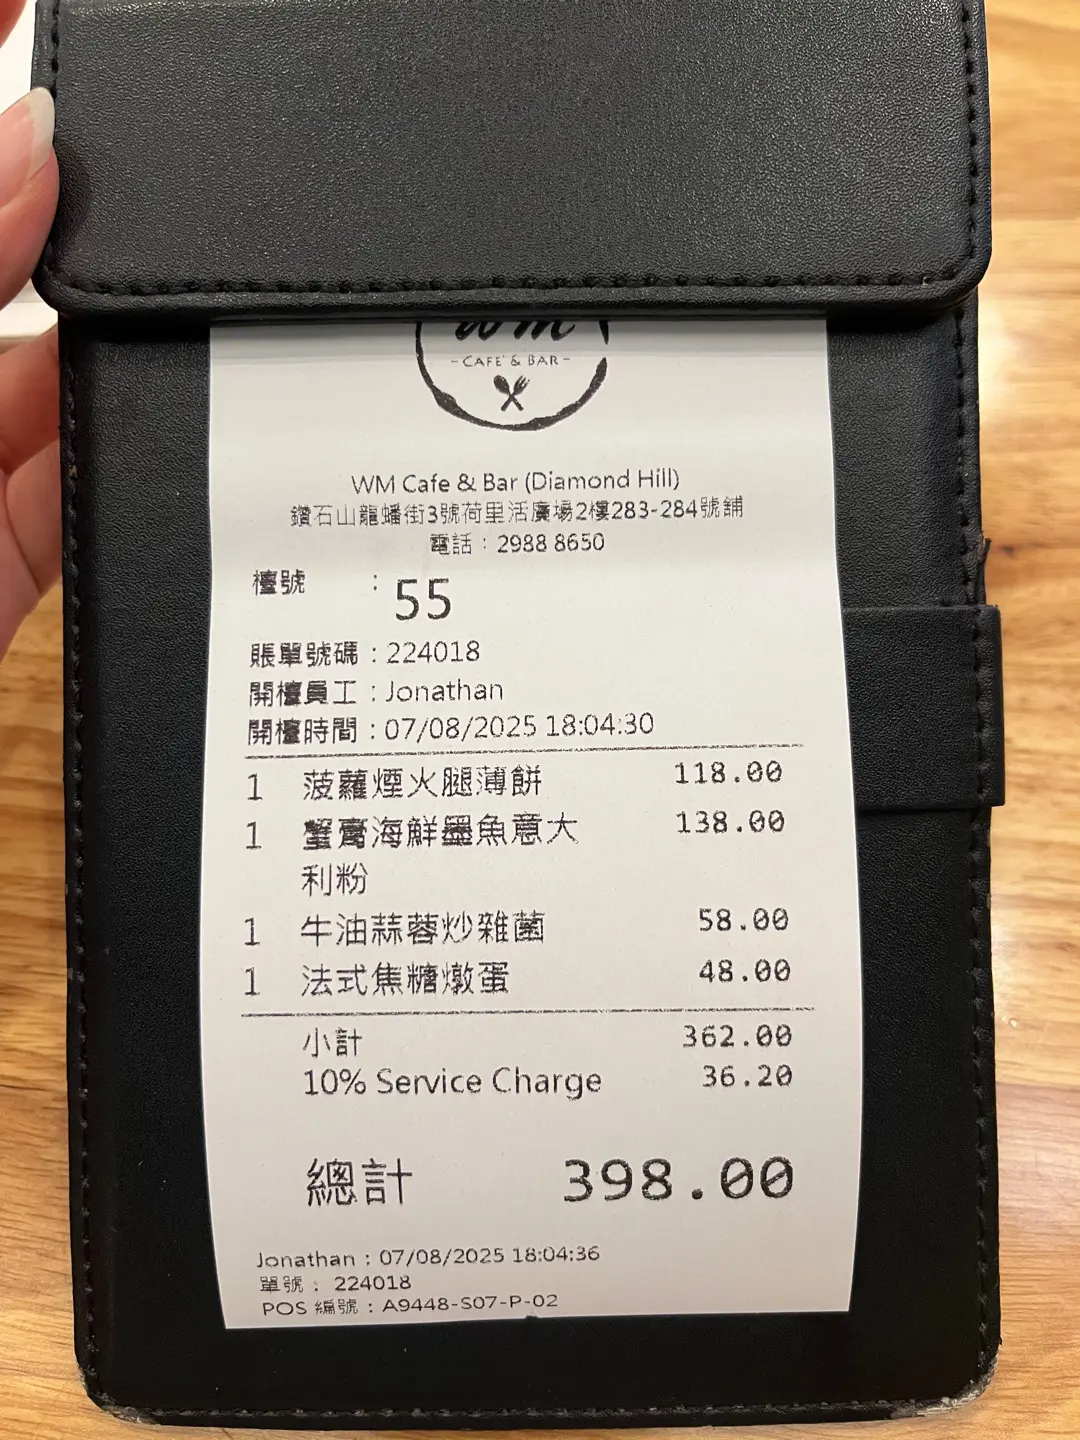 wm
- CAFE & BAR -
WM Cafe & Bar (Diamond Hill)
鑽石山龍蟠街3號荷里活廣場2樓283-284號舖
電話：2988 8650
檯號 : 55
賬單號碼 : 224018
開檯員工 : Jonathan
開檯時間 : 07/08/2025 18:04:30
1 菠蘿煙火腿薄餅 118.00
1 蟹膏海鮮墨魚意大 138.00
利粉
1 牛油蒜蓉炒雜菌 58.00
1 法式焦糖燉蛋 48.00
小計 362.00
10% Service Charge 36.20
總計 398.00
Jonathan : 07/08/2025 18:04:36
單號 : 224018
POS 編號 : A9448-S07-P-02